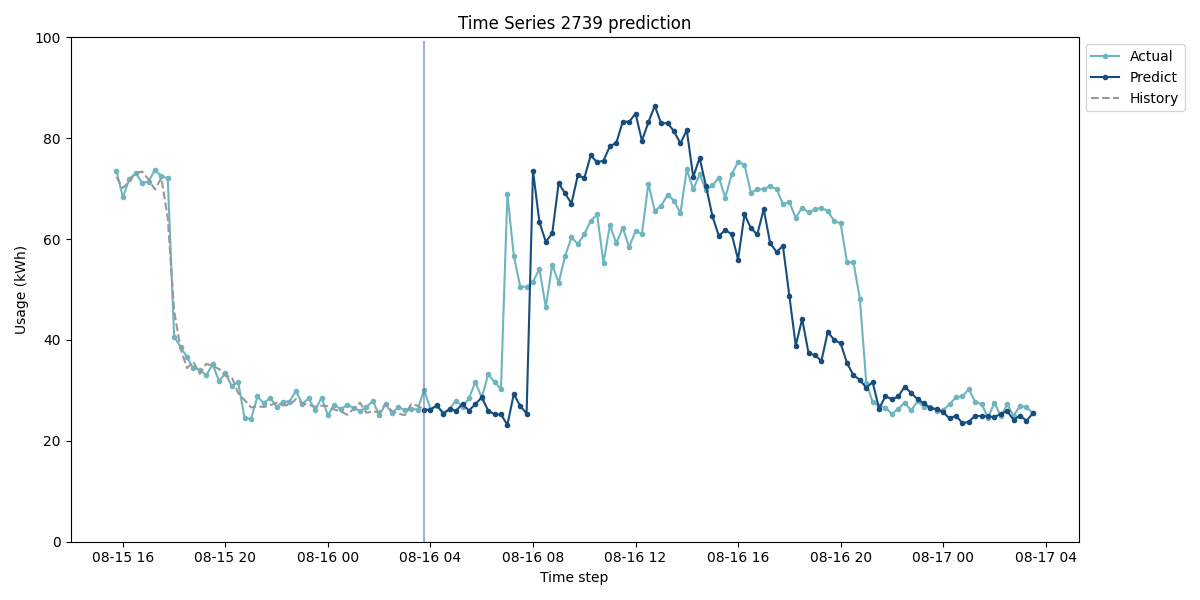 Time Series 2739 prediction
Usage (kWh)
100
80
60
40
20
0
08-15 16
08-15 20
08-16 00
08-16 04
08-16 08
08-16 12
08-16 16
08-16 20
08-17 00
08-17 04
Time step
Actual
Predict
History